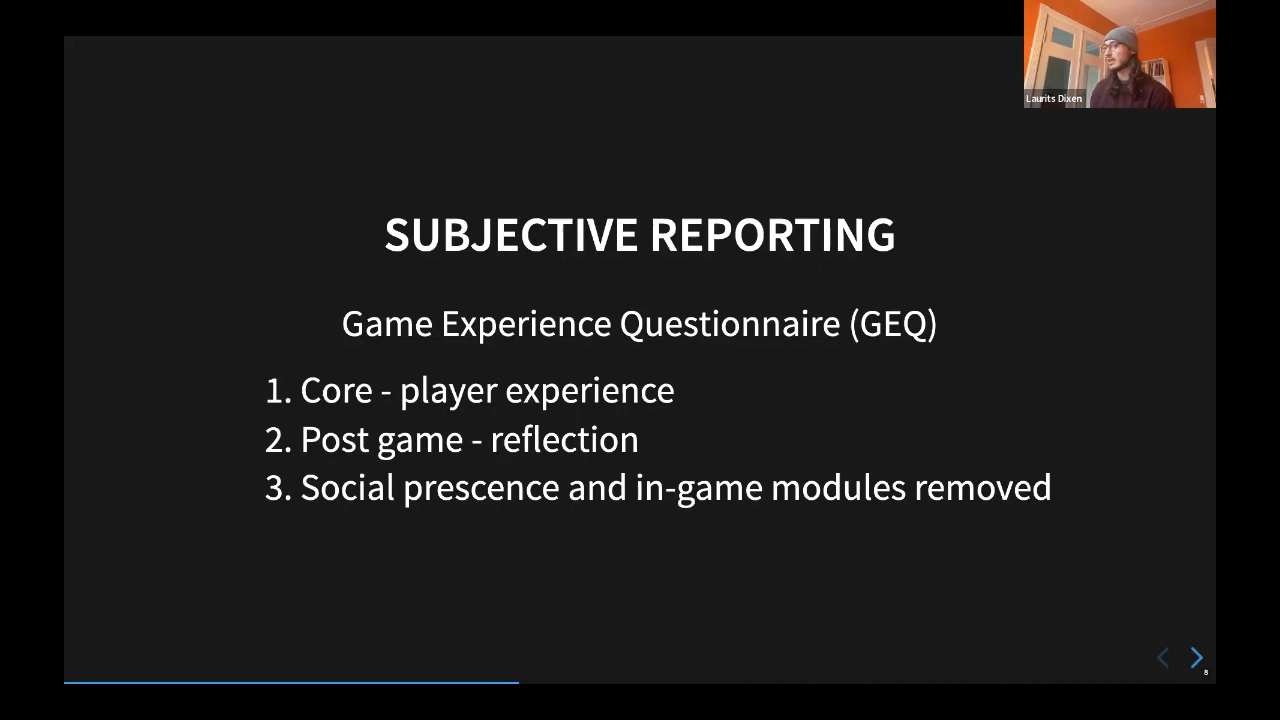 Laurits Dixen
SUBJECTIVE REPORTING
Game Experience Questionnaire (GEQ)
1. Core - player experience
2. Post game - reflection
3. Social prescence and in-game modules removed
8